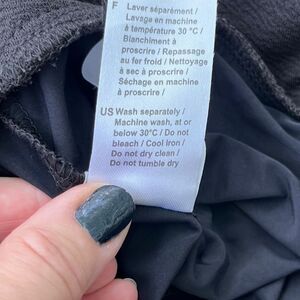 F Laver séparément /
Lavage en machine
à température 30 °C /
Blanchiment à
proscrire / Repassage
au fer froid / Nettoyage
à sec à proscrire /
Séchage en machine
à proscrire /
US Wash separately /
Machine wash, at or
below 30°C / Do not
bleach / Cool iron /
Do not dry clean /
Do not tumble dry